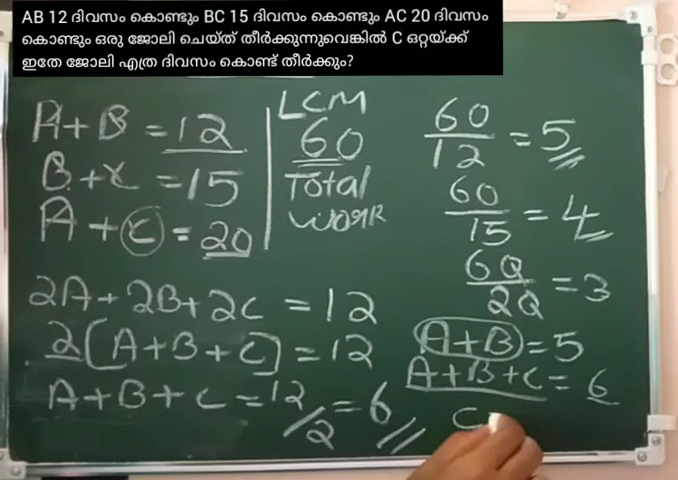 AB 12 ദിവസം കൊണ്ടും BC 15 ദിവസം കൊണ്ടും AC 20 ദിവസം
കൊണ്ടും ഒരു ജോലി ചെയ്ത് തീർക്കുന്നുവെങ്കിൽ C ഒറ്റയ്ക്ക്
ഇതേ ജോലി എത്ര ദിവസം കൊണ്ട് തീർക്കും?
A+B = 12
B+C = 15
A+C = 20
LCM
60
Total
work
60/12 = 5
60/15 = 4
60/20 = 3
2A+2B+2C = 12
2[A+B+C] = 12
A+B+C = 12/2 = 6
A+B = 5
A+B+C = 6
C